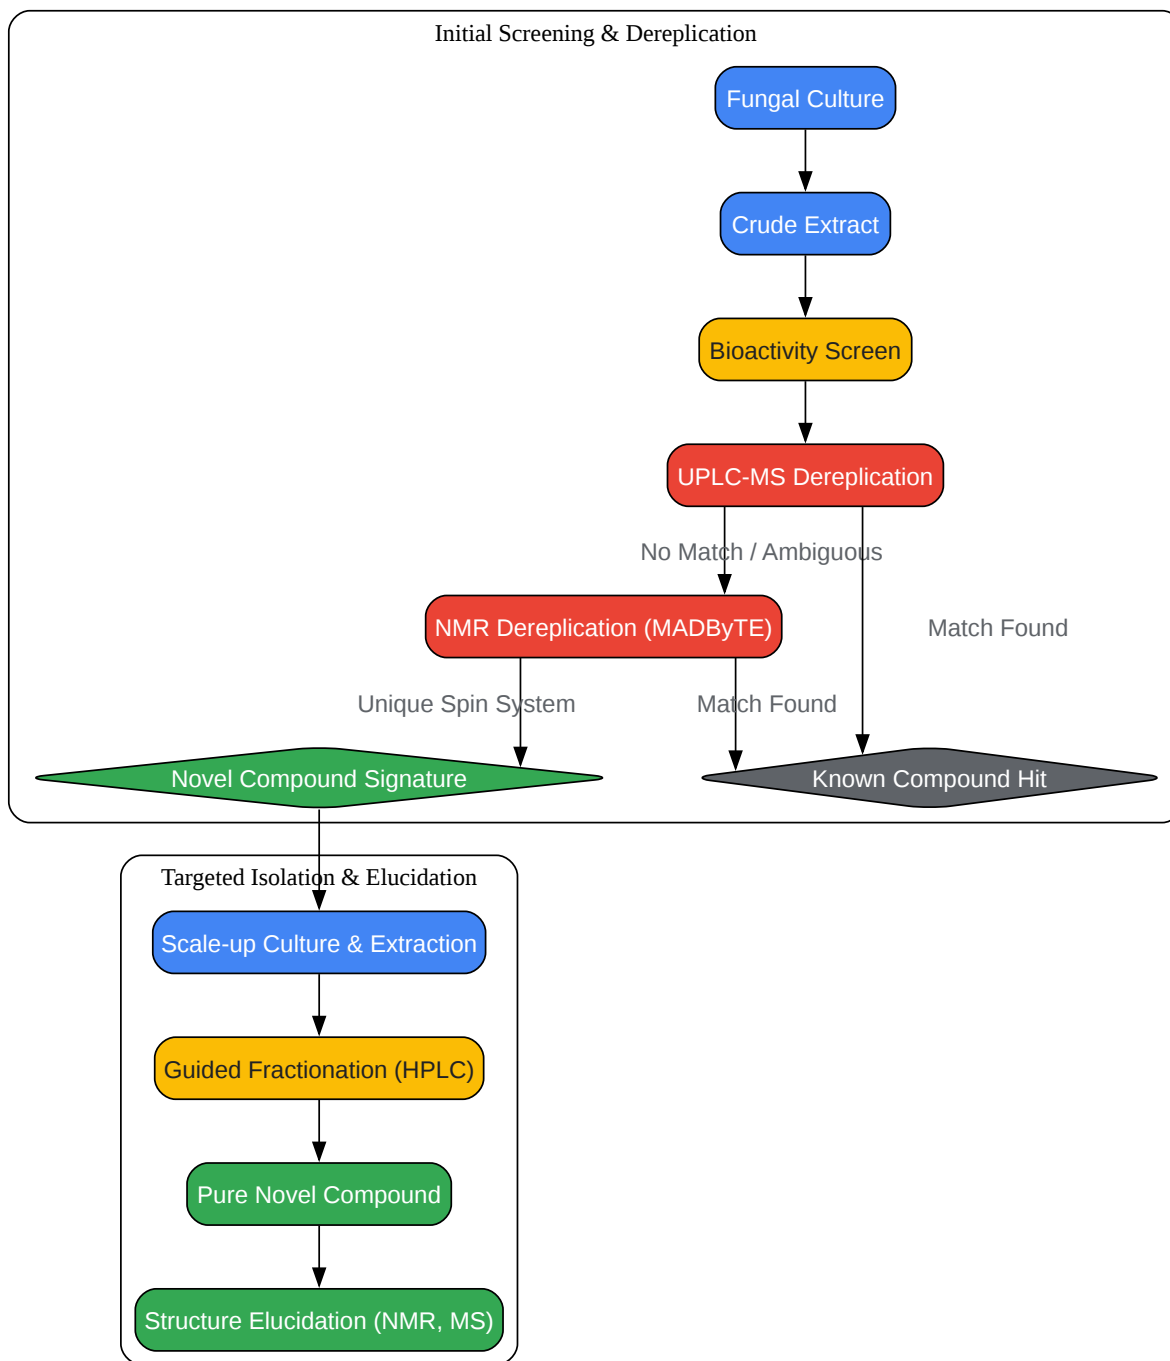 Initial Screening & Dereplication
Fungal Culture
Crude Extract
Bioactivity Screen
UPLC-MS Dereplication
No Match / Ambiguous
NMR Dereplication (MADByTE)
Match Found
Unique Spin System
Match Found
Novel Compound Signature
Known Compound Hit
Targeted Isolation & Elucidation
Scale-up Culture & Extraction
Guided Fractionation (HPLC)
Pure Novel Compound
Structure Elucidation (NMR, MS)